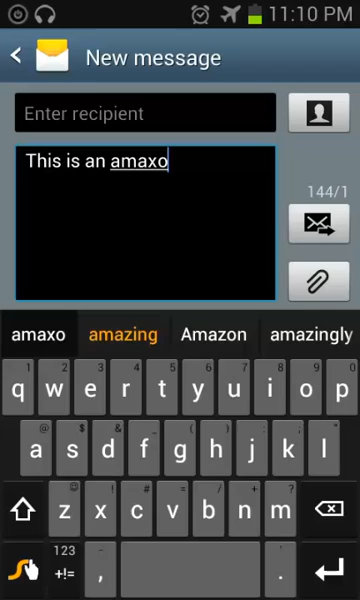 11:10 PM
New message
Enter recipient
This is an amaxo
144/1
amaxo amazing Amazon amazingly
1 2 3 4 5 6 7 8 9 0
q w e r t y u i o p
@ $ & _ ( ) : ; "
a s d f g h j k l
! # = / + ?
z x c v b n m
123
+!=
- .
,